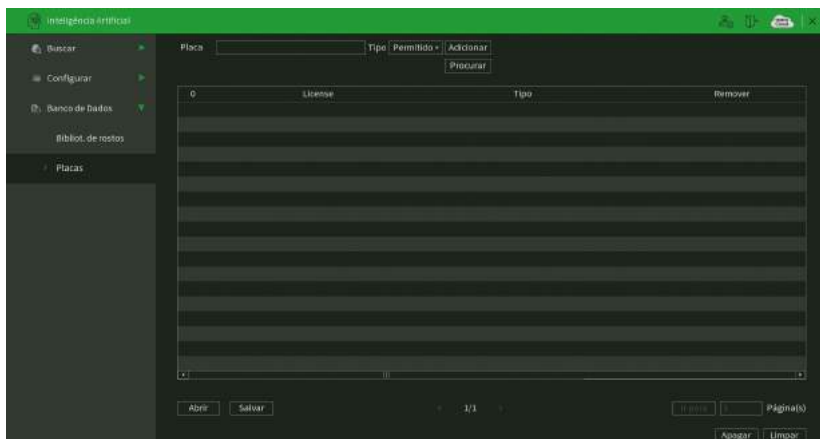 Inteligência Artificial
Buscar
Configurar
Banco de Dados
Bibliot. de rostos
Placas
Placa Tipo Permitido Adicionar
Procurar
0 License Tipo Remover
Abrir Salvar 1/1 Página(s)
Apagar Limpar